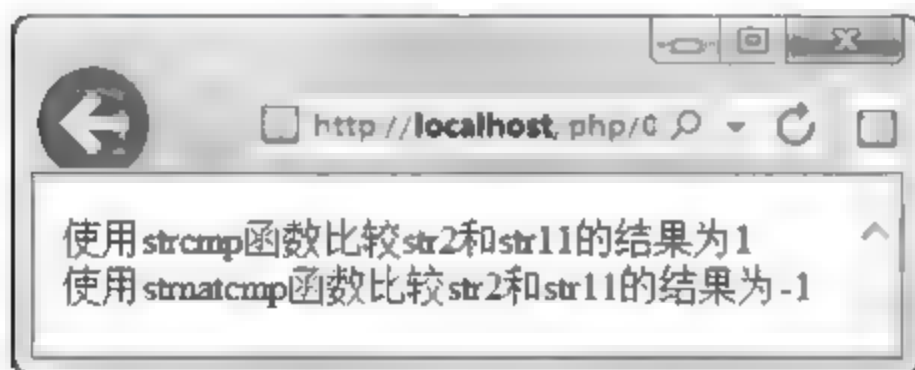 http://localhost/php/0
使用strcmp函数比较str2和str11的结果为1
使用strnatcmp函数比较str2和str11的结果为-1